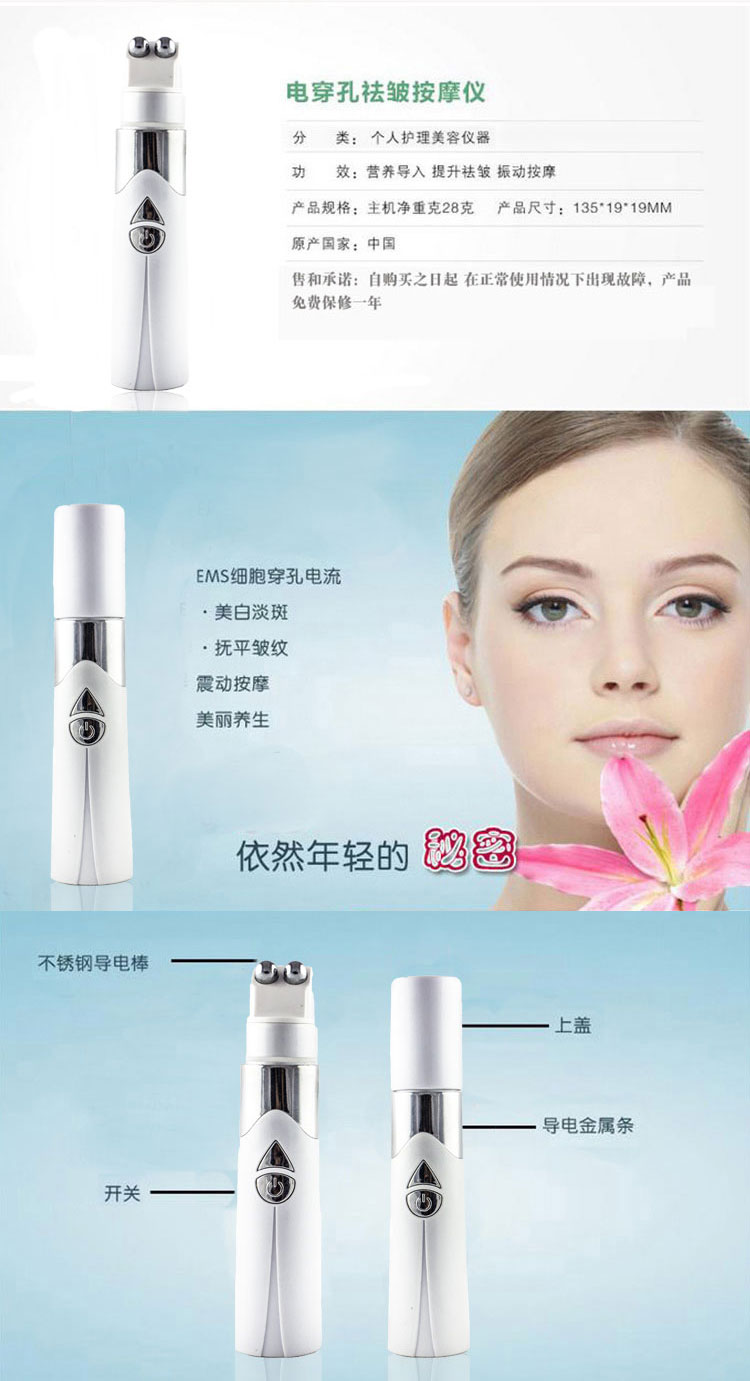 电穿孔祛皱按摩仪
分　　类： 个人护理美容仪器
功　　效：营养导入 提升祛皱 振动按摩
产品规格：主机净重克28克　产品尺寸：135*19*19MM
原产国家：中国
售和承诺：自购买之日起 在正常使用情况下出现故障，产品
免费保修一年
EMS细胞穿孔电流
·美白淡斑
·抚平皱纹
震动按摩
美丽养生
依然年轻的 秘密
不锈钢导电棒
上盖
导电金属条
开关